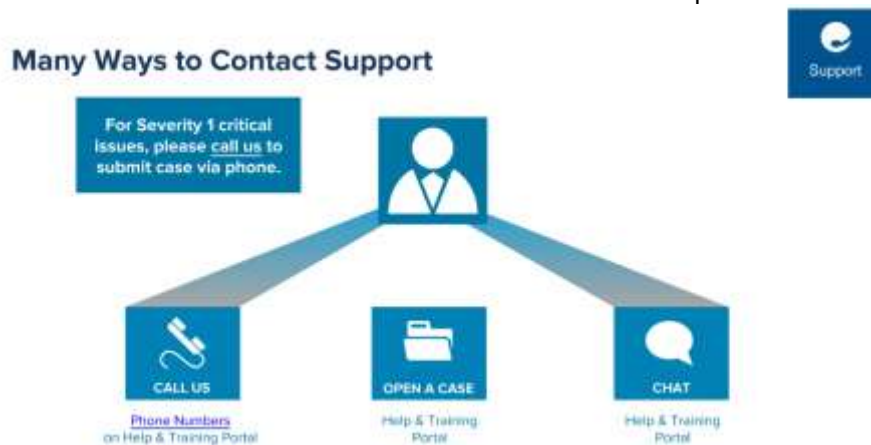 Many Ways to Contact Support
Support
For Severity 1 critical
issues, please call us to
submit case via phone.
CALL US
OPEN A CASE
CHAT
Phone Numbers
on Help & Training Portal
Help & Training
Portal
Help & Training
Portal